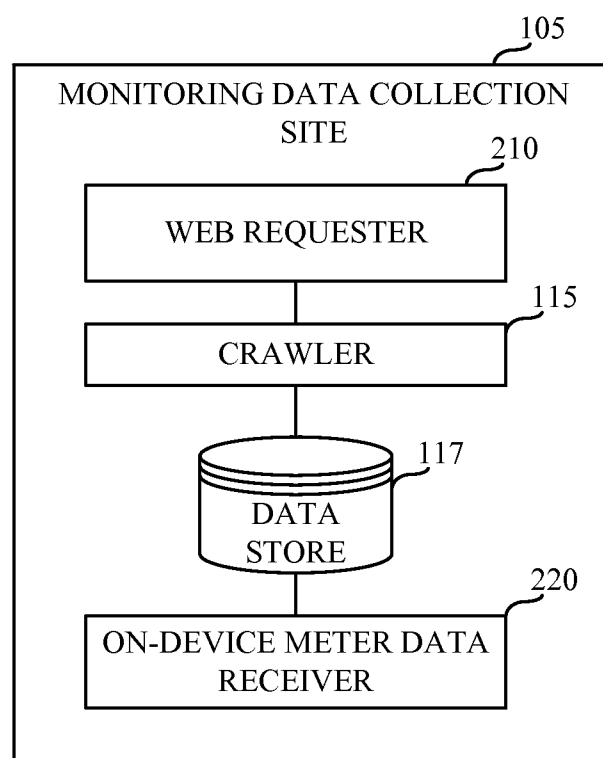 105
MONITORING DATA COLLECTION
SITE
210
WEB REQUESTER
115
CRAWLER
117
DATA
STORE
220
ON-DEVICE METER DATA
RECEIVER